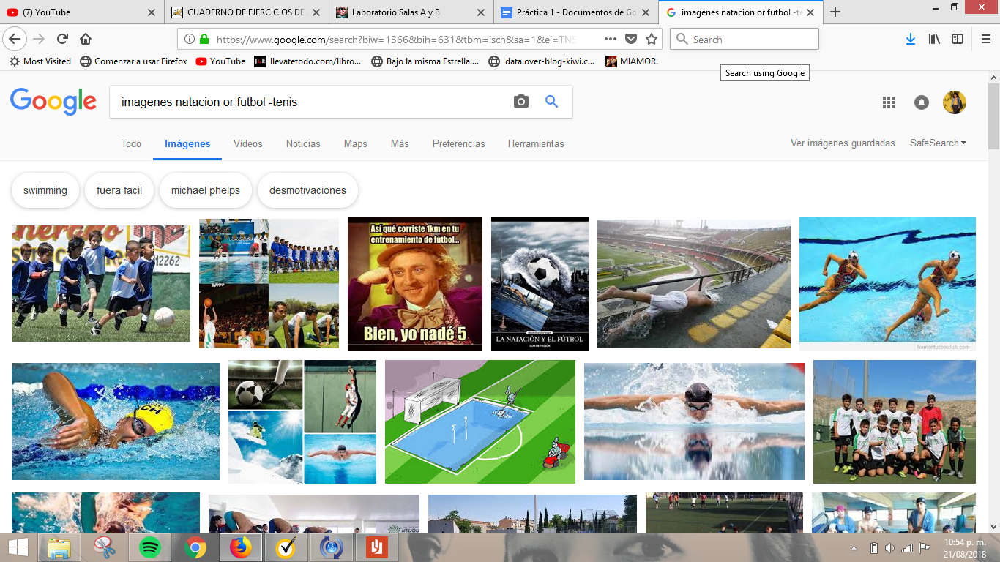 (7) YouTube
CUADERNO DE EJERCICIOS DE
Laboratorio Salas A y B
Práctica 1 - Documentos de Go
imagenes natacion or futbol -te
https://www.google.com/search?biw=1366&bih=631&tbm=isch&sa=1&ei=TN5
Search
Most Visited
Comenzar a usar Firefox
YouTube
llevatetodo.com/libro...
Bajo la misma Estrella....
data.over-blog-kiwi.c...
MIAMOR.
Search using Google
Google
imagenes natacion or futbol -tenis
Todo
Imágenes
Vídeos
Noticias
Maps
Más
Preferencias
Herramientas
Ver imágenes guardadas
SafeSearch
swimming
fuera facil
michael phelps
desmotivaciones
12262
Así qué corriste 1km en tu
entrenamiento de fútbol...
Bien, yo nadé 5
LA NATACIÓN Y EL FÚTBOL
humorfutbolclub.com
NEUQU
10:54 p. m.
21/08/2018